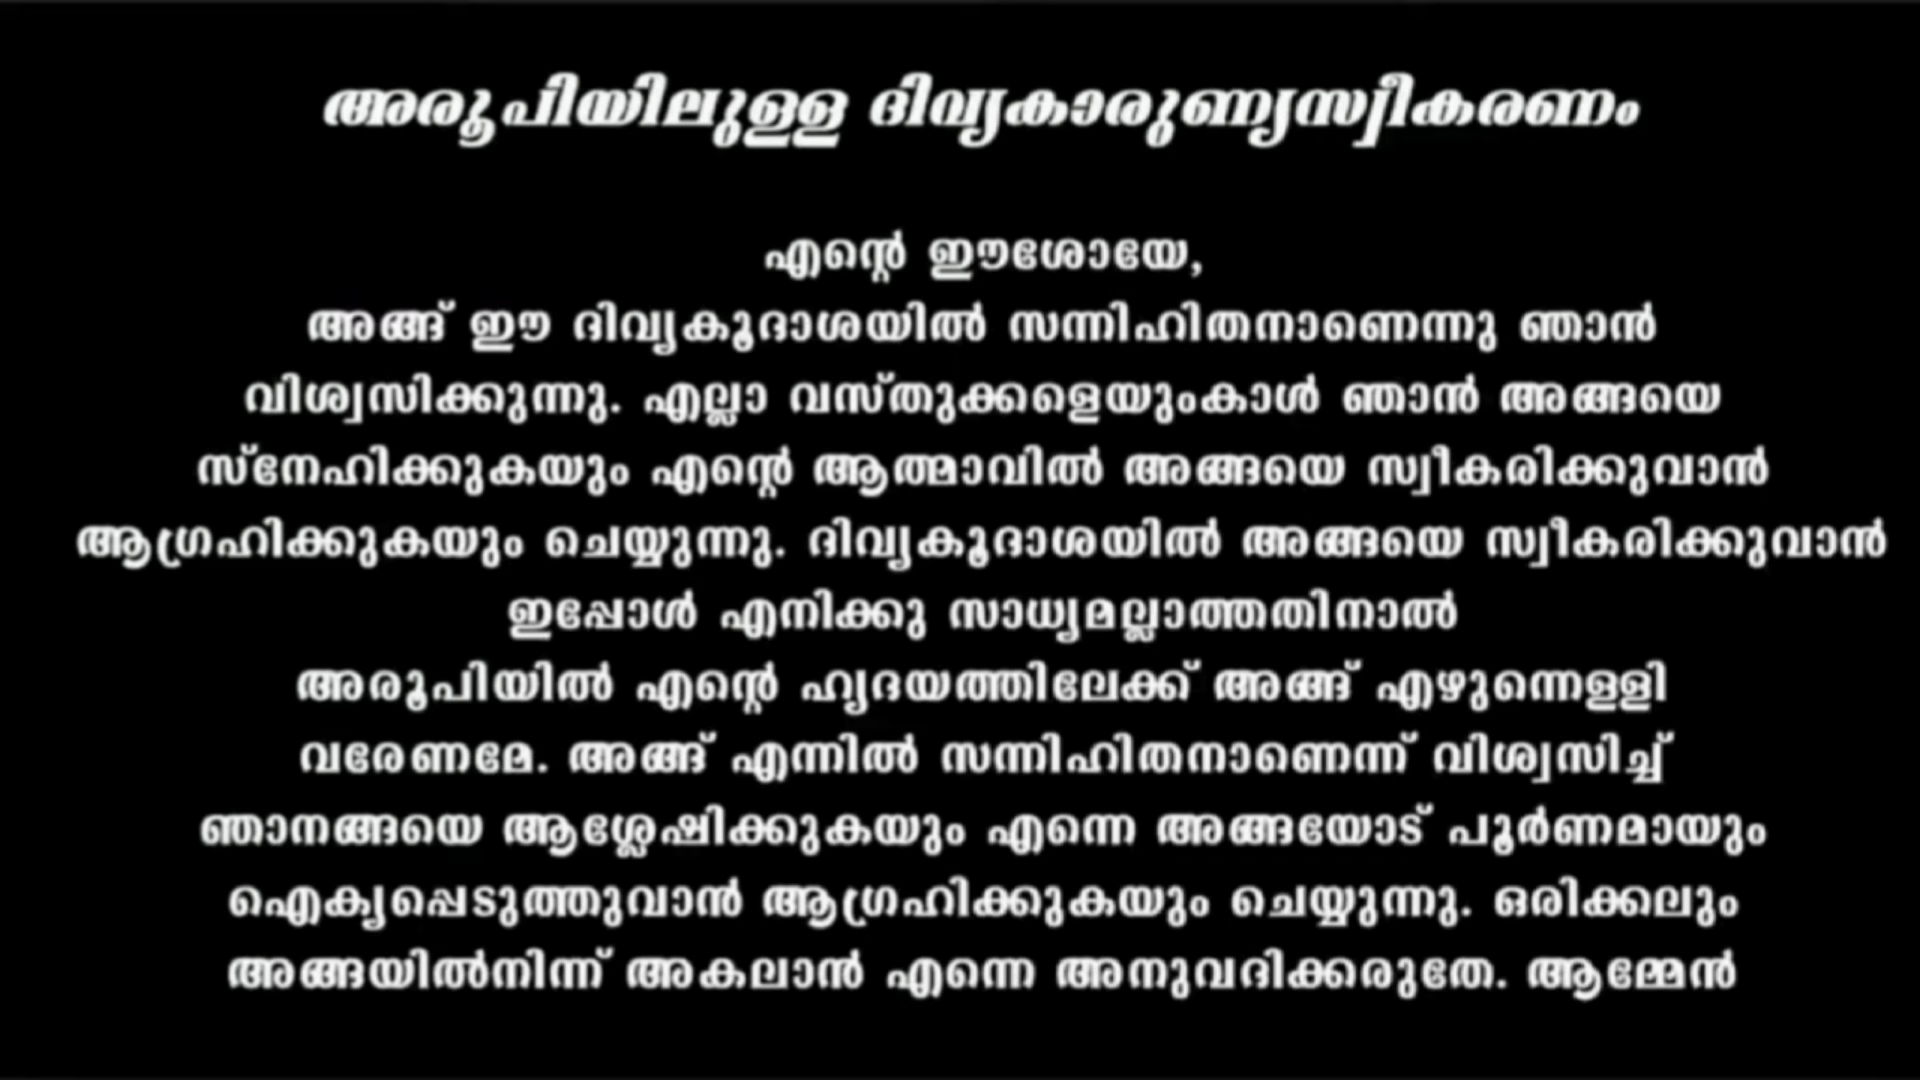 അരൂപിയിലുള്ള ദിവ്യകാരുണ്യസ്വീകരണം
എന്റെ ഈശോയേ,
അങ്ങ് ഈ ദിവ്യകൂദാശയിൽ സന്നിഹിതനാണെന്നു ഞാൻ
വിശ്വസിക്കുന്നു. എല്ലാ വസ്തുക്കളെയുംകാൾ ഞാൻ അങ്ങയെ
സ്നേഹിക്കുകയും എന്റെ ആത്മാവിൽ അങ്ങയെ സ്വീകരിക്കുവാൻ
ആഗ്രഹിക്കുകയും ചെയ്യുന്നു. ദിവ്യകൂദാശയിൽ അങ്ങയെ സ്വീകരിക്കുവാൻ
ഇപ്പോൾ എനിക്കു സാധ്യമല്ലാത്തതിനാൽ
അരൂപിയിൽ എന്റെ ഹൃദയത്തിലേക്ക് അങ്ങ് എഴുന്നെള്ളി
വരേണമേ. അങ്ങ് എന്നിൽ സന്നിഹിതനാണെന്ന് വിശ്വസിച്ച്
ഞാനങ്ങയെ ആശ്ലേഷിക്കുകയും എന്നെ അങ്ങയോട് പൂർണമായും
ഐക്യപ്പെടുത്തുവാൻ ആഗ്രഹിക്കുകയും ചെയ്യുന്നു. ഒരിക്കലും
അങ്ങയിൽനിന്ന് അകലാൻ എന്നെ അനുവദിക്കരുതേ. ആമ്മേൻ